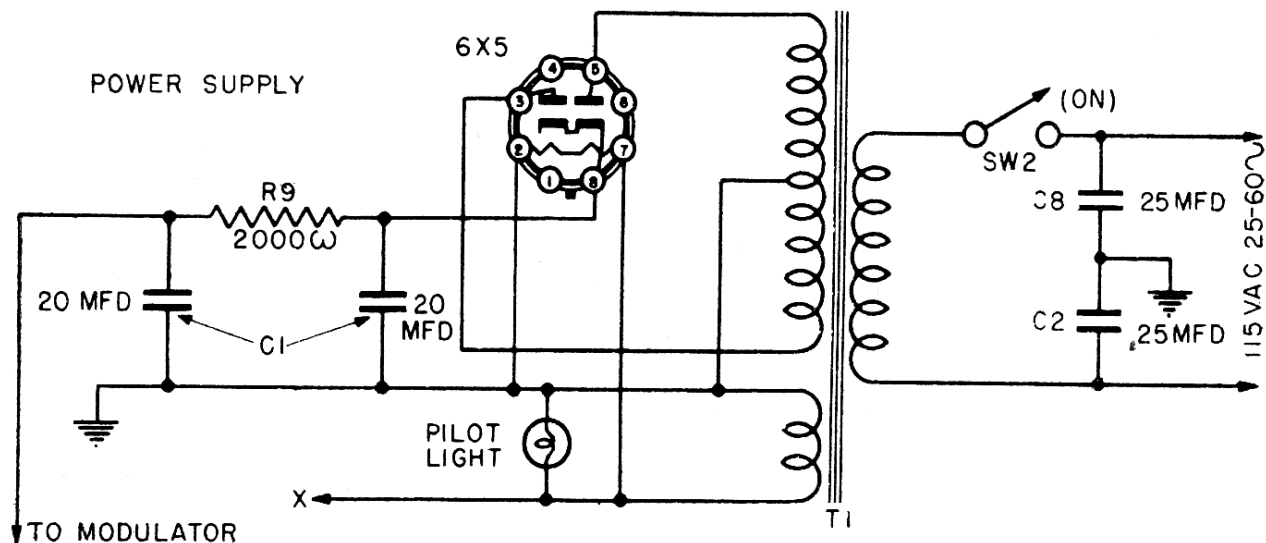 POWER SUPPLY
6X5
4
5
3
6
2
7
1
8
R9
2000ω
20 MFD
C1
20
MFD
PILOT
LIGHT
X
TO MODULATOR
T1
SW2
(ON)
C8
25 MFD
C2
.25 MFD
115 VAC 25-60~